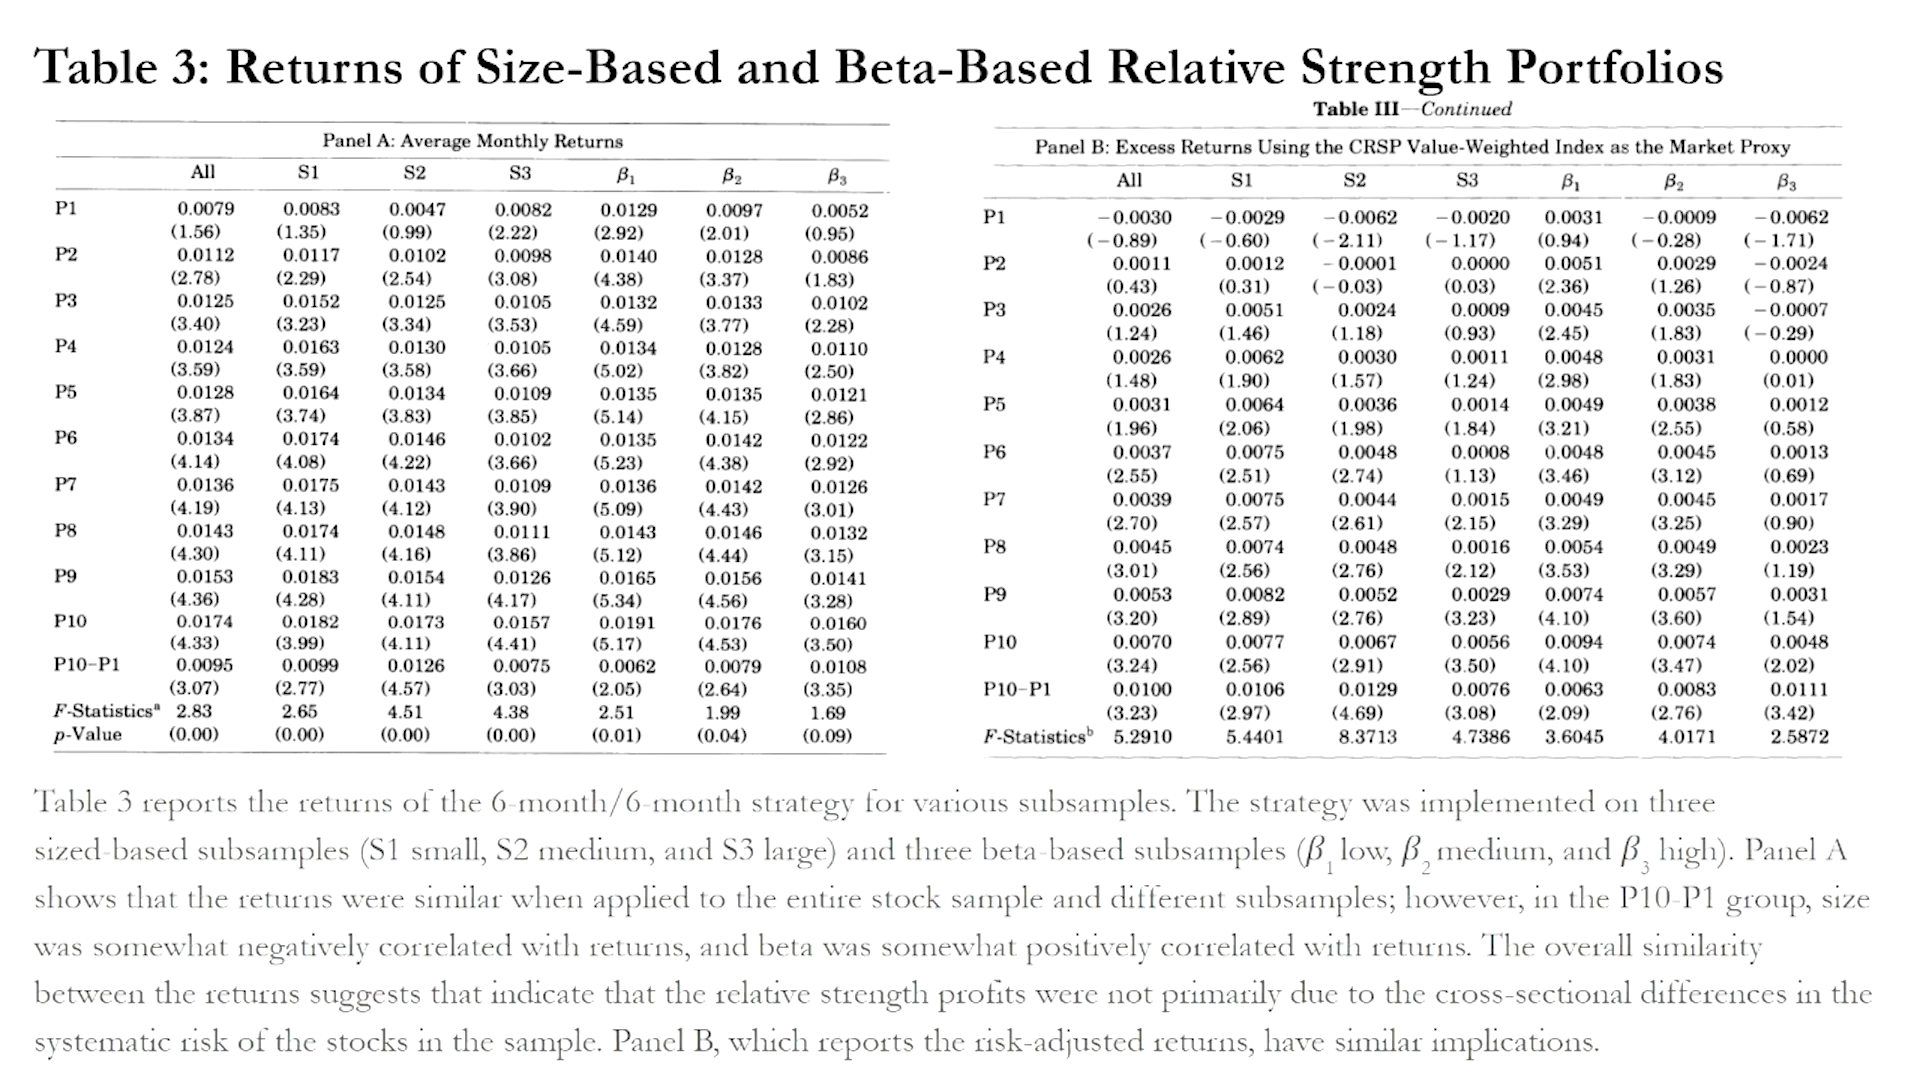 Table 3: Returns of Size-Based and Beta-Based Relative Strength Portfolios
Panel A: Average Monthly Returns
All S1 S2 S3 β1 β2 β3
P1 0.0079 0.0083 0.0047 0.0082 0.0129 0.0097 0.0052
(1.56) (1.35) (0.99) (2.22) (2.92) (2.01) (0.95)
P2 0.0112 0.0117 0.0102 0.0098 0.0140 0.0128 0.0086
(2.78) (2.29) (2.54) (3.08) (4.38) (3.37) (1.83)
P3 0.0125 0.0152 0.0125 0.0105 0.0132 0.0133 0.0102
(3.40) (3.23) (3.34) (3.53) (4.59) (3.77) (2.28)
P4 0.0124 0.0163 0.0130 0.0105 0.0134 0.0128 0.0110
(3.59) (3.59) (3.58) (3.66) (5.02) (3.82) (2.50)
P5 0.0128 0.0164 0.0134 0.0109 0.0135 0.0135 0.0121
(3.87) (3.74) (3.83) (3.85) (5.14) (4.15) (2.86)
P6 0.0134 0.0174 0.0146 0.0102 0.0135 0.0142 0.0122
(4.14) (4.08) (4.22) (3.66) (5.23) (4.38) (2.92)
P7 0.0136 0.0175 0.0143 0.0109 0.0136 0.0142 0.0126
(4.19) (4.13) (4.12) (3.90) (5.09) (4.43) (3.01)
P8 0.0143 0.0174 0.0148 0.0111 0.0143 0.0146 0.0132
(4.30) (4.11) (4.16) (3.86) (5.12) (4.44) (3.15)
P9 0.0153 0.0183 0.0154 0.0126 0.0165 0.0156 0.0141
(4.36) (4.28) (4.11) (4.17) (5.34) (4.56) (3.28)
P10 0.0174 0.0182 0.0173 0.0157 0.0191 0.0176 0.0160
(4.33) (3.99) (4.11) (4.41) (5.17) (4.53) (3.50)
P10-P1 0.0095 0.0099 0.0126 0.0075 0.0062 0.0079 0.0108
(3.07) (2.77) (4.57) (3.03) (2.05) (2.64) (3.35)
F-Statisticsᵃ 2.83 2.65 4.51 4.38 2.51 1.99 1.69
p-Value (0.00) (0.00) (0.00) (0.00) (0.01) (0.04) (0.09)
Table III—Continued
Panel B: Excess Returns Using the CRSP Value-Weighted Index as the Market Proxy
All S1 S2 S3 β1 β2 β3
P1 −0.0030 −0.0029 −0.0062 −0.0020 0.0031 −0.0009 −0.0062
(−0.89) (−0.60) (−2.11) (−1.17) (0.94) (−0.28) (−1.71)
P2 0.0011 0.0012 −0.0001 0.0000 0.0051 0.0029 −0.0024
(0.43) (0.31) (−0.03) (0.03) (2.36) (1.26) (−0.87)
P3 0.0026 0.0051 0.0024 0.0009 0.0045 0.0035 −0.0007
(1.24) (1.46) (1.18) (0.93) (2.45) (1.83) (−0.29)
P4 0.0026 0.0062 0.0030 0.0011 0.0048 0.0031 0.0000
(1.48) (1.90) (1.57) (1.24) (2.98) (1.83) (0.01)
P5 0.0031 0.0064 0.0036 0.0014 0.0049 0.0038 0.0012
(1.96) (2.06) (1.98) (1.84) (3.21) (2.55) (0.58)
P6 0.0037 0.0075 0.0048 0.0008 0.0048 0.0045 0.0013
(2.55) (2.51) (2.74) (1.13) (3.46) (3.12) (0.69)
P7 0.0039 0.0075 0.0044 0.0015 0.0049 0.0045 0.0017
(2.70) (2.57) (2.61) (2.15) (3.29) (3.25) (0.90)
P8 0.0045 0.0074 0.0048 0.0016 0.0054 0.0049 0.0023
(3.01) (2.56) (2.76) (2.12) (3.53) (3.29) (1.19)
P9 0.0053 0.0082 0.0052 0.0029 0.0074 0.0057 0.0031
(3.20) (2.89) (2.76) (3.23) (4.10) (3.60) (1.54)
P10 0.0070 0.0077 0.0067 0.0056 0.0094 0.0074 0.0048
(3.24) (2.56) (2.91) (3.50) (4.10) (3.47) (2.02)
P10-P1 0.0100 0.0106 0.0129 0.0076 0.0063 0.0083 0.0111
(3.23) (2.97) (4.69) (3.08) (2.09) (2.76) (3.42)
F-Statisticsᵇ 5.2910 5.4401 8.3713 4.7386 3.6045 4.0171 2.5872
Table 3 reports the returns of the 6-month/6-month strategy for various subsamples. The strategy was implemented on three
sized-based subsamples (S1 small, S2 medium, and S3 large) and three beta-based subsamples (β1 low, β2 medium, and β3 high). Panel A
shows that the returns were similar when applied to the entire stock sample and different subsamples; however, in the P10-P1 group, size
was somewhat negatively correlated with returns, and beta was somewhat positively correlated with returns. The overall similarity
between the returns suggests that indicate that the relative strength profits were not primarily due to the cross-sectional differences in the
systematic risk of the stocks in the sample. Panel B, which reports the risk-adjusted returns, have similar implications.